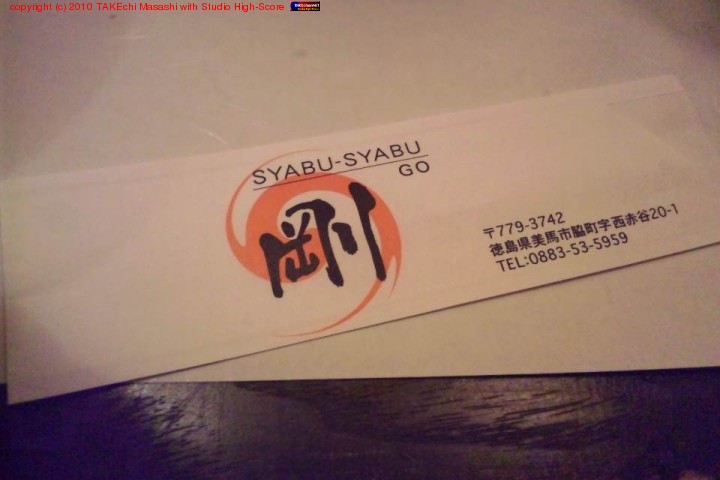 copyright (c) 2010 TAKEchi Masashi with Studio High-Score
SYABU-SYABU
GO
剛
〒779-3742
徳島県美馬市脇町字西赤谷20-1
TEL:0883-53-5959